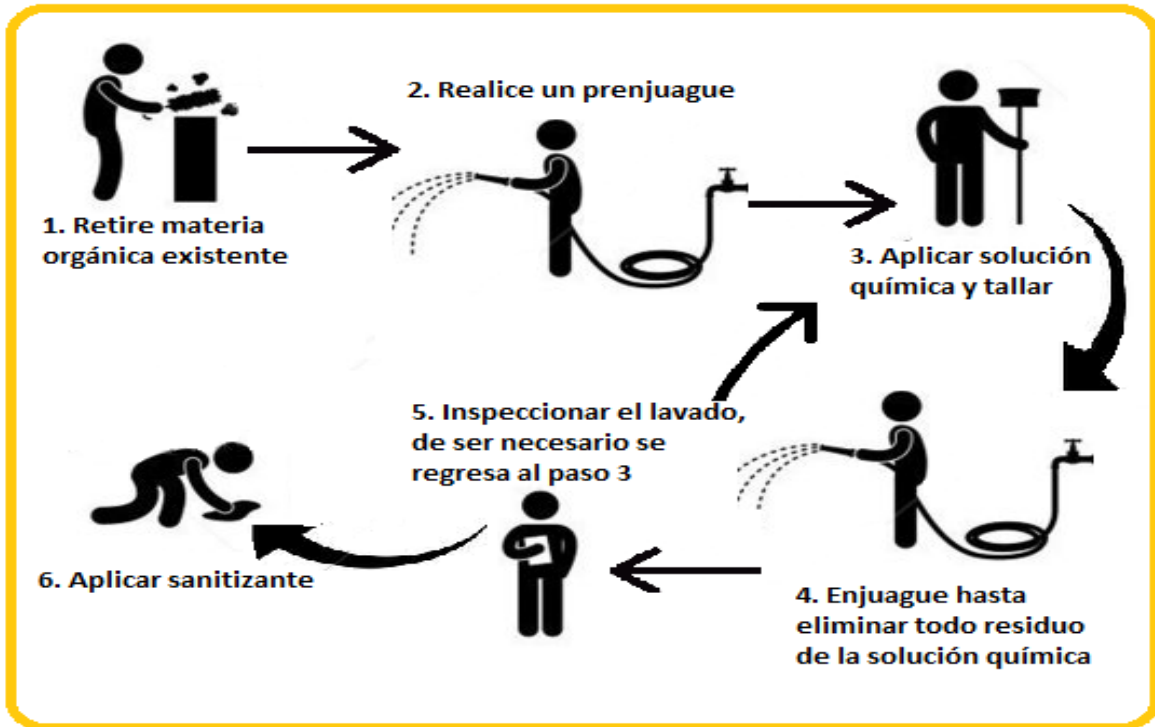 1. Retire materia
orgánica existente
2. Realice un prenjuague
3. Aplicar solución
química y tallar
4. Enjuague hasta
eliminar todo residuo
de la solución química
5. Inspeccionar el lavado,
de ser necesario se
regresa al paso 3
6. Aplicar sanitizante